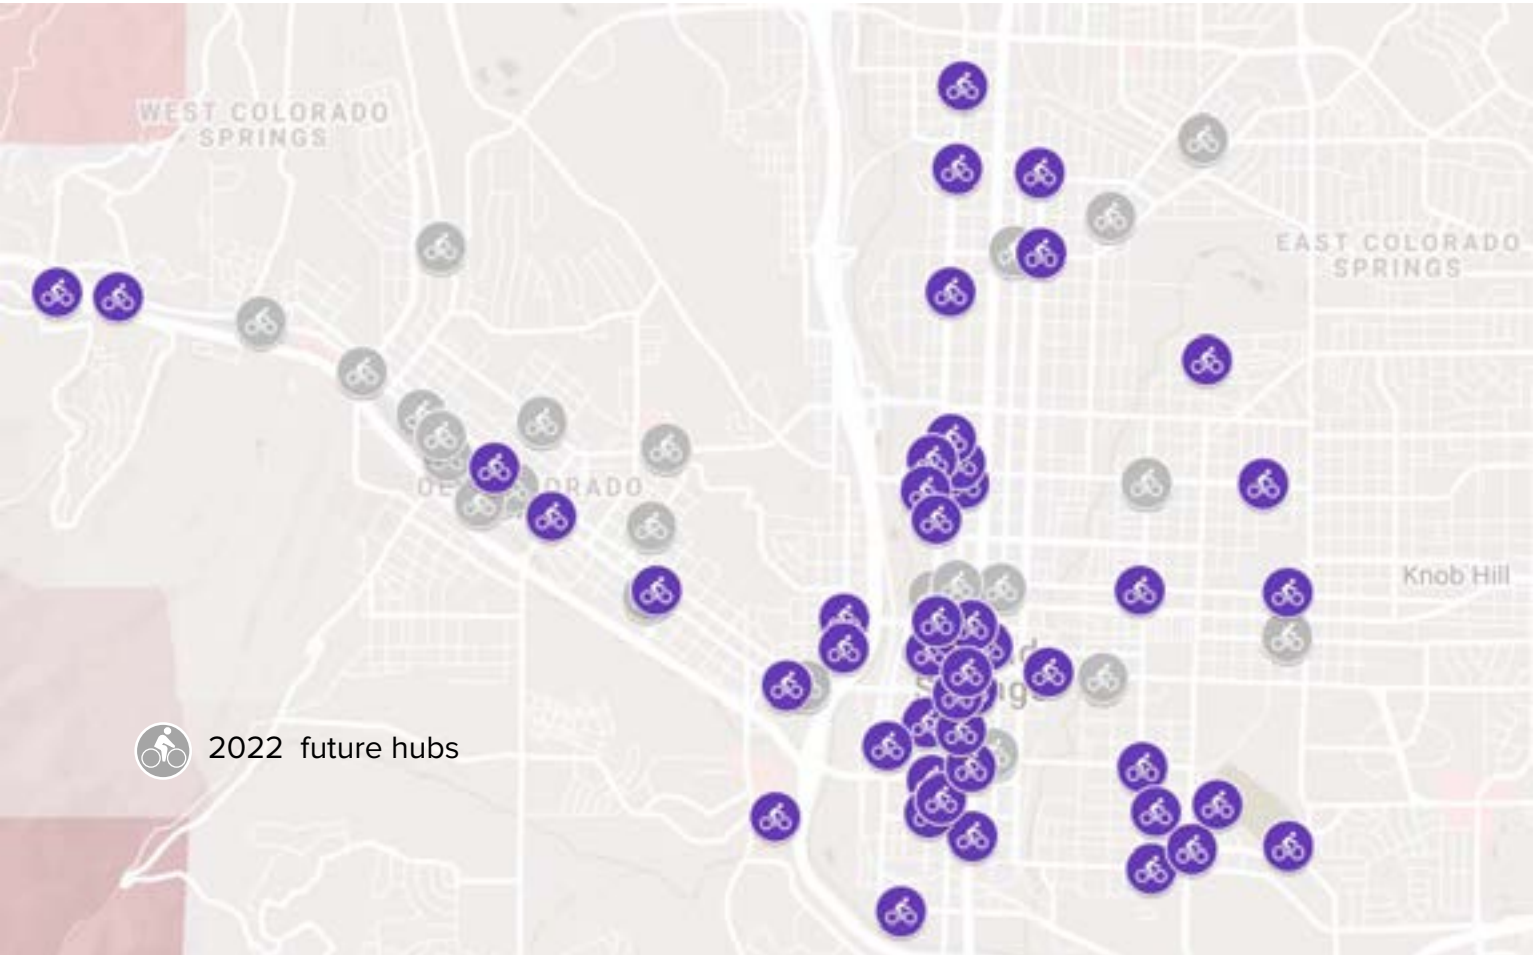 WEST COLORADO
SPRINGS
EAST COLORADO
SPRINGS
Knob Hill
2022 future hubs